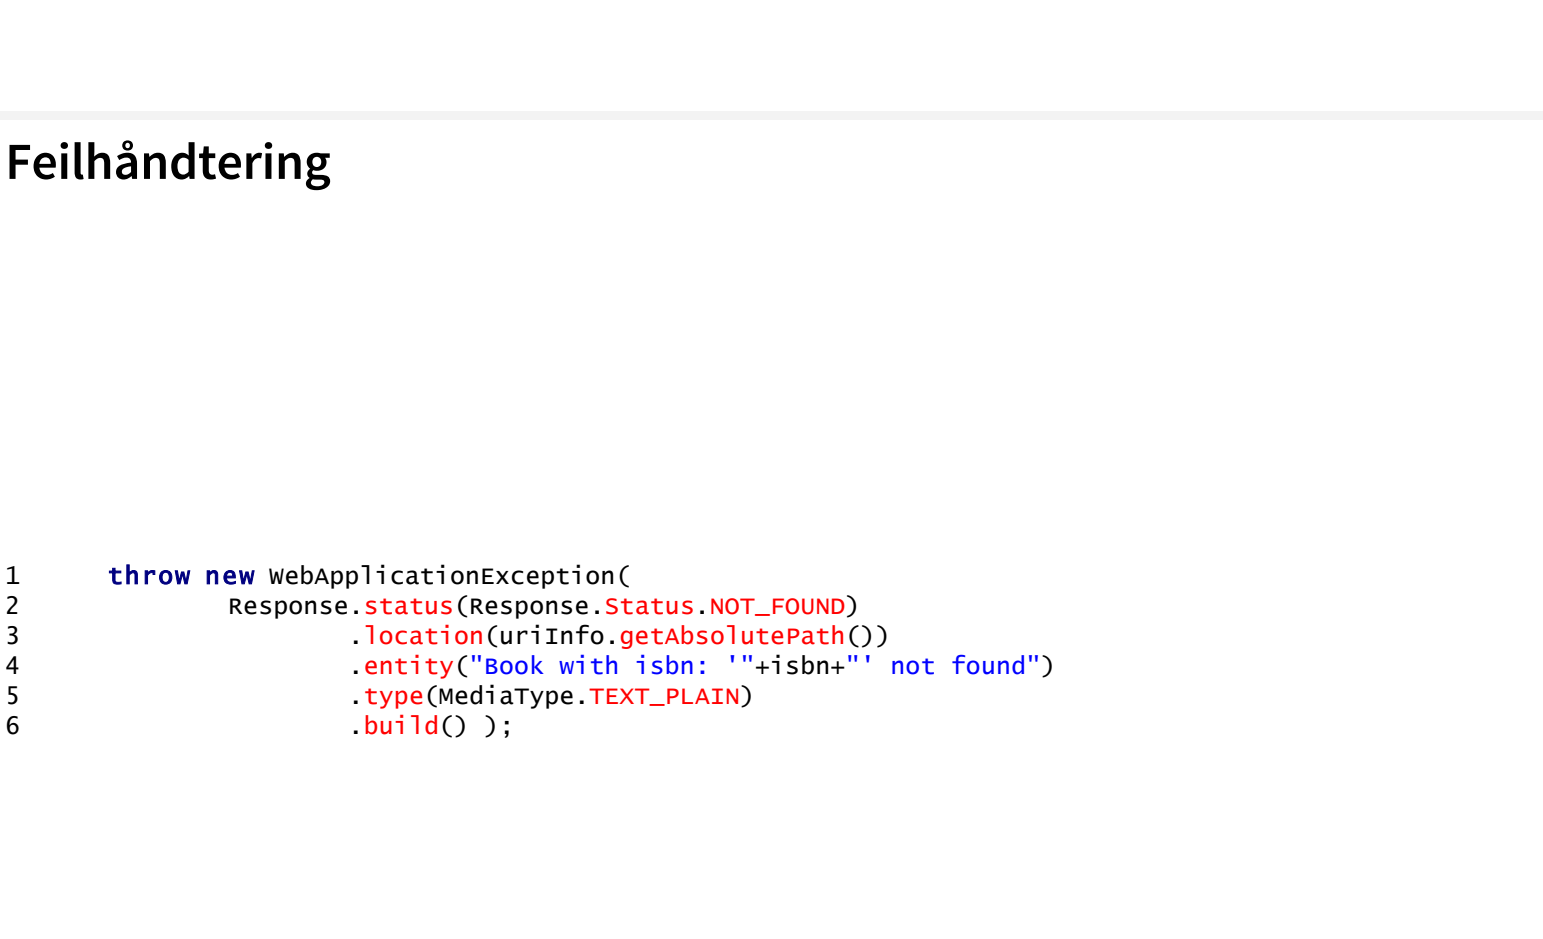 Feilhåndtering
1 throw new WebApplicationException(
2 Response.status(Response.Status.NOT_FOUND)
3 .location(uriInfo.getAbsolutePath())
4 .entity("Book with isbn: '"+isbn+"' not found")
5 .type(MediaType.TEXT_PLAIN)
6 .build() );